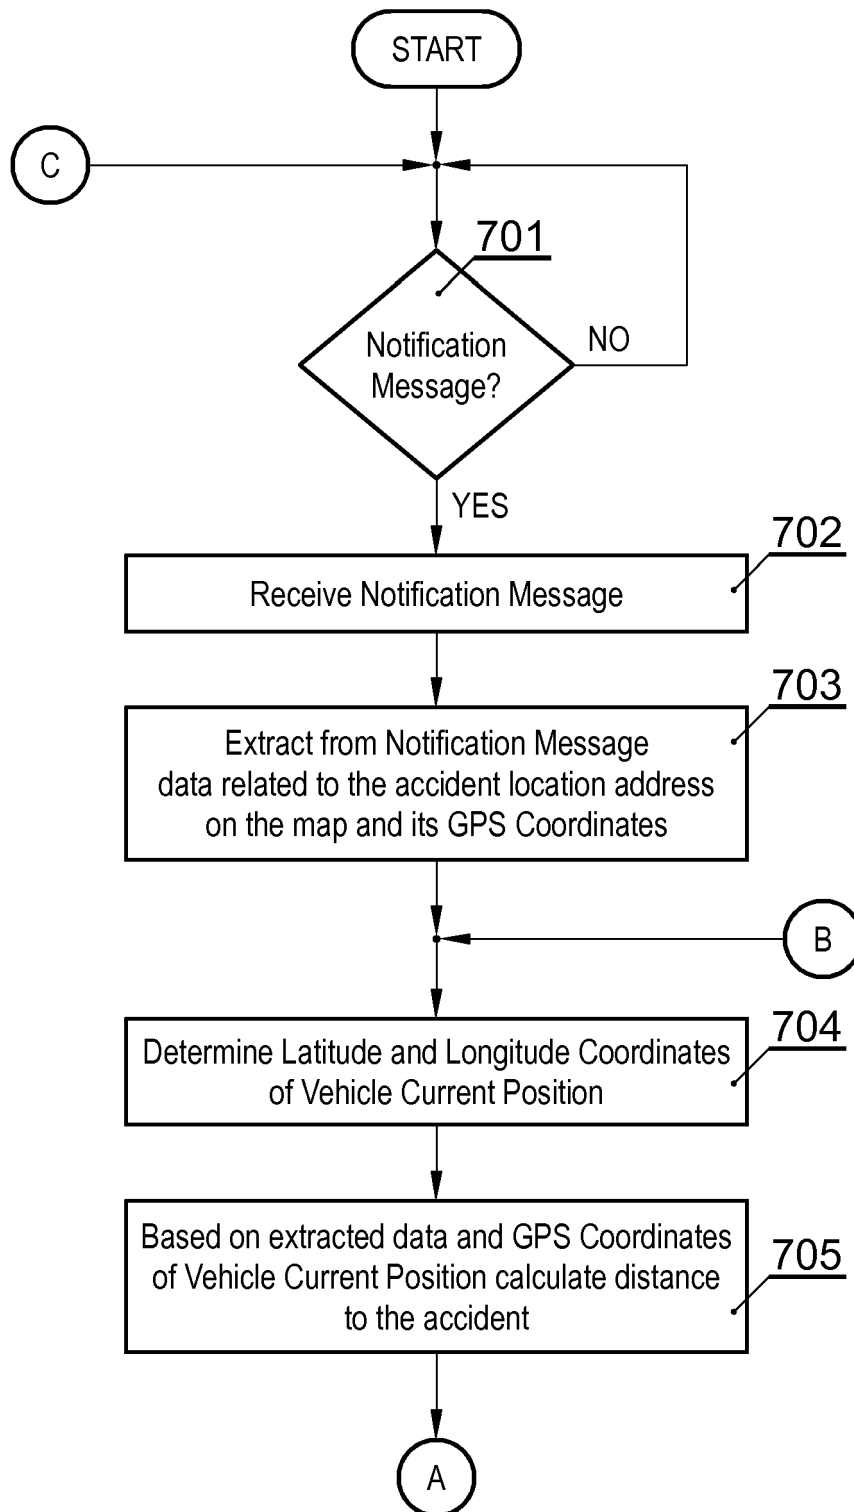 START
C
701
Notification
Message?
NO
YES
702
Receive Notification Message
703
Extract from Notification Message
data related to the accident location address
on the map and its GPS Coordinates
B
704
Determine Latitude and Longitude Coordinates
of Vehicle Current Position
705
Based on extracted data and GPS Coordinates
of Vehicle Current Position calculate distance
to the accident
A